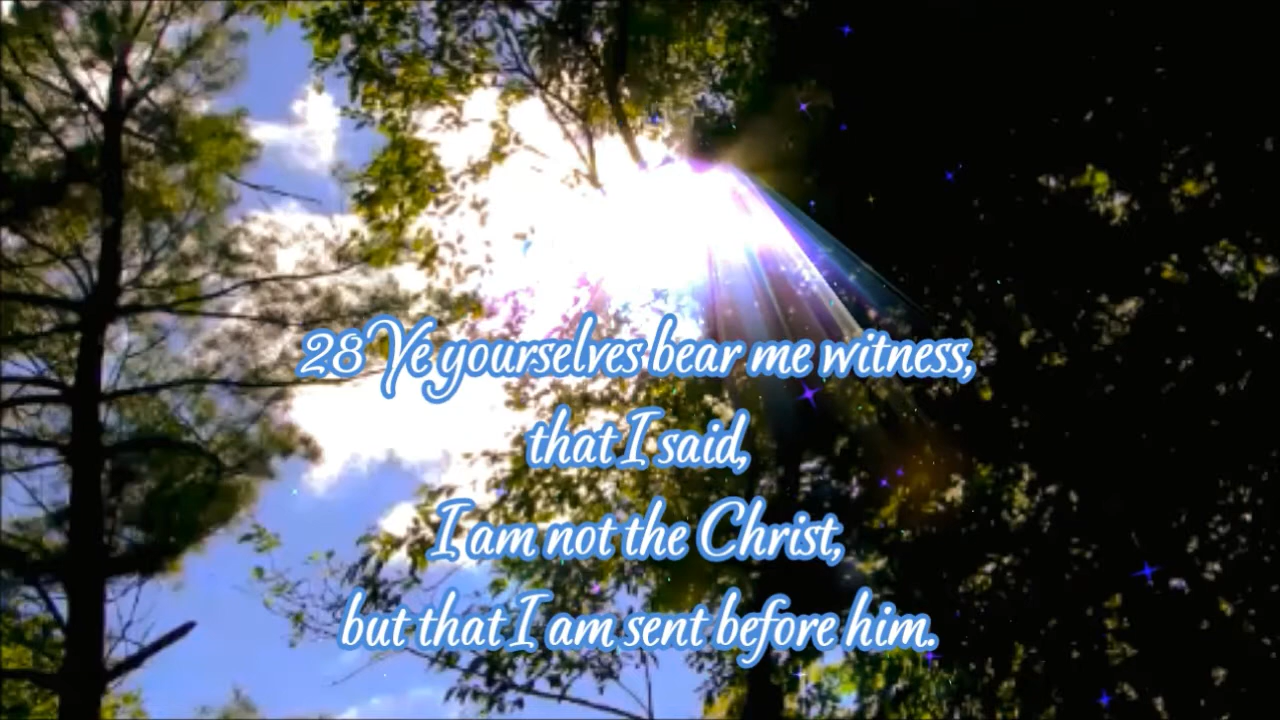 28 Ye yourselves bear me witness,
that I said,
I am not the Christ,
but that I am sent before him.